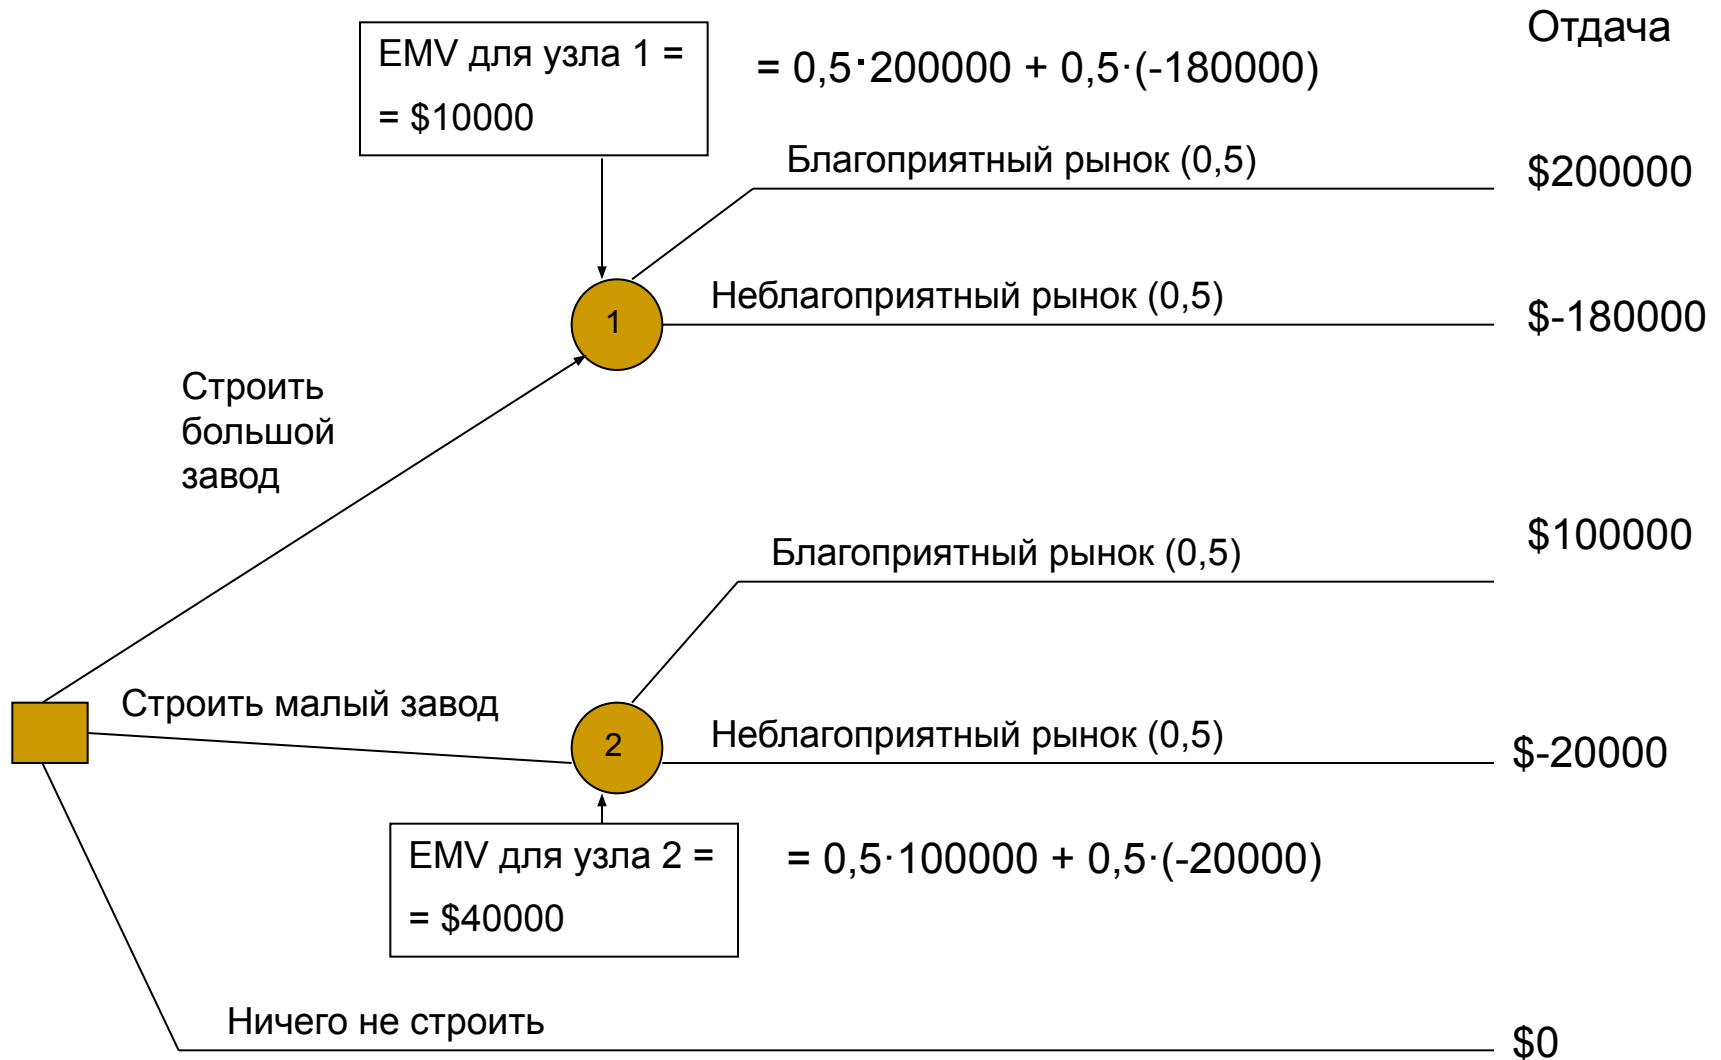 Отдача
EMV для узла 1 =
= $10000
= 0,5·200000 + 0,5·(-180000)
Благоприятный рынок (0,5)
$200000
Неблагоприятный рынок (0,5)
$-180000
1
Строить
большой
завод
Благоприятный рынок (0,5)
$100000
Строить малый завод
2
Неблагоприятный рынок (0,5)
$-20000
EMV для узла 2 =
= $40000
= 0,5·100000 + 0,5·(-20000)
Ничего не строить
$0